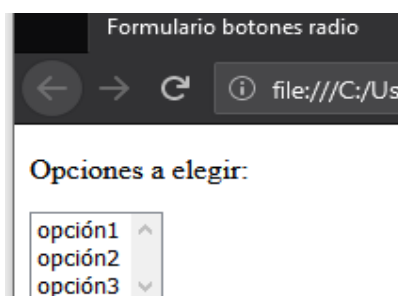 Formulario botones radio
file:///C:/Us
Opciones a elegir:
opción1
opción2
opción3